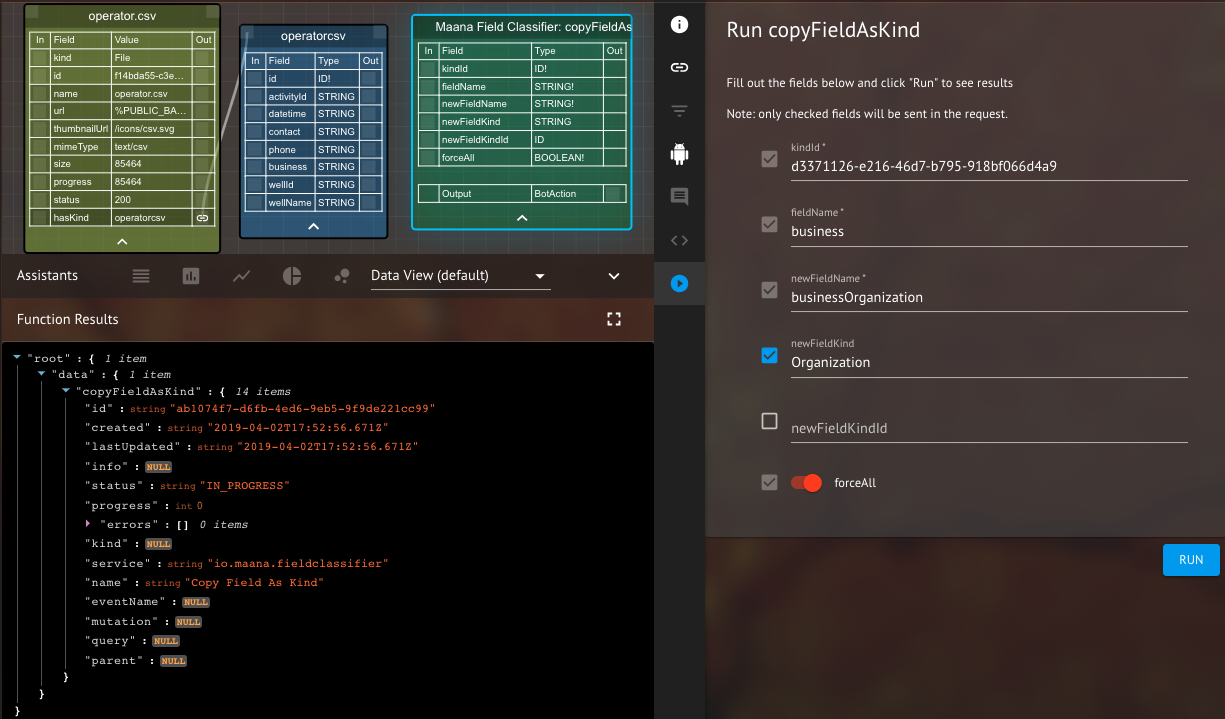 operator.csv
In Field Value Out
kind File
id f14bda55-c3e...
name operator.csv
url %PUBLIC_BA...
thumbnailUrl /icons/csv.svg
mimeType text/csv
size 85464
progress 85464
status 200
hasKind operatorcsv
operatorcsv
In Field Type Out
id ID!
activityId STRING
datetime STRING
contact STRING
phone STRING
business STRING
wellId STRING
wellName STRING
Maana Field Classifier: copyFieldAs
In Field Type Out
kindId ID!
fieldName STRING!
newFieldName STRING!
newFieldKind STRING
newFieldKindId ID
forceAll BOOLEAN!
Output BotAction
Assistants
Data View (default)
Function Results
"root" : { 1 item
"data" : { 1 item
"copyFieldAsKind" : { 14 items
"id" : string "ab1074f7-d6fb-4ed6-9eb5-9f9de221cc99"
"created" : string "2019-04-02T17:52:56.671Z"
"lastUpdated" : string "2019-04-02T17:52:56.671Z"
"info" : NULL
"status" : string "IN_PROGRESS"
"progress" : int 0
"errors" : [] 0 items
"kind" : NULL
"service" : string "io.maana.fieldclassifier"
"name" : string "Copy Field As Kind"
"eventName" : NULL
"mutation" : NULL
"query" : NULL
"parent" : NULL
}
}
}
Run copyFieldAsKind
Fill out the fields below and click "Run" to see results
Note: only checked fields will be sent in the request.
kindId *
d3371126-e216-46d7-b795-918bf066d4a9
fieldName *
business
newFieldName *
businessOrganization
newFieldKind
Organization
newFieldKindId
forceAll
RUN